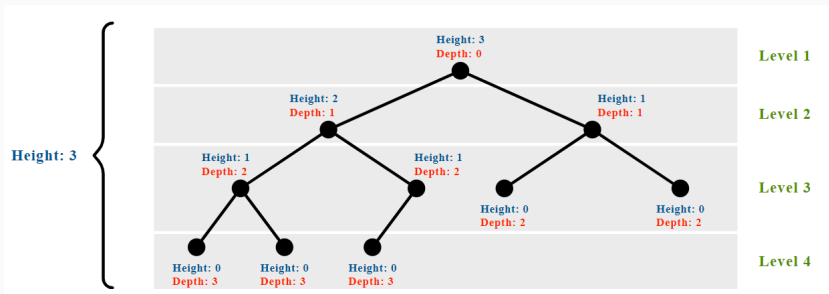 Height: 3
Depth: 0
Level 1
Height: 2
Depth: 1
Height: 1
Depth: 1
Level 2
Height: 3
Height: 1
Depth: 2
Height: 1
Depth: 2
Level 3
Height: 0
Depth: 2
Height: 0
Depth: 2
Level 4
Height: 0
Depth: 3
Height: 0
Depth: 3
Height: 0
Depth: 3